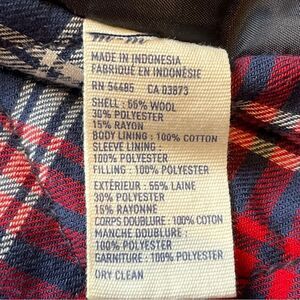 MADE IN INDONESIA
FABRIQUÉ EN INDONÉSIE
RN 54485 CA 03873
SHELL : 55% WOOL
30% POLYESTER
15% RAYON
BODY LINING : 100% COTTON
SLEEVE LINING :
100% POLYESTER
FILLING : 100% POLYESTER
EXTÉRIEUR : 55% LAINE
30% POLYESTER
15% RAYONNE
CORPS DOUBLURE : 100% COTON
MANCHE DOUBLURE :
100% POLYESTER
GARNITURE : 100% POLYESTER
DRY CLEAN